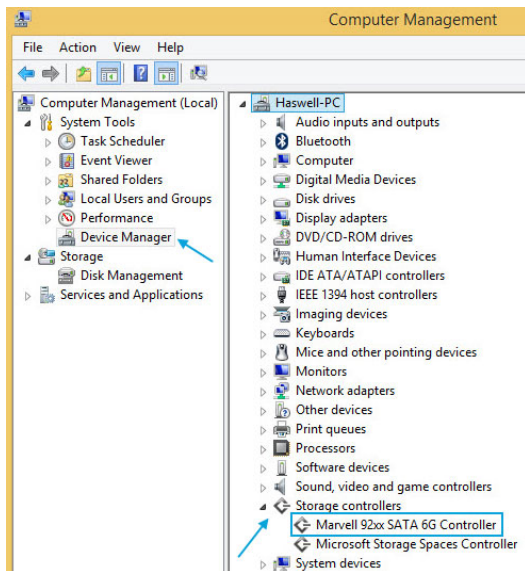 Computer Management
File Action View Help
Computer Management (Local)
System Tools
Task Scheduler
Event Viewer
Shared Folders
Local Users and Groups
Performance
Device Manager
Storage
Disk Management
Services and Applications
Haswell-PC
Audio inputs and outputs
Bluetooth
Computer
Digital Media Devices
Disk drives
Display adapters
DVD/CD-ROM drives
Human Interface Devices
IDE ATA/ATAPI controllers
IEEE 1394 host controllers
Imaging devices
Keyboards
Mice and other pointing devices
Monitors
Network adapters
Other devices
Print queues
Processors
Software devices
Sound, video and game controllers
Storage controllers
Marvell 92xx SATA 6G Controller
Microsoft Storage Spaces Controller
System devices